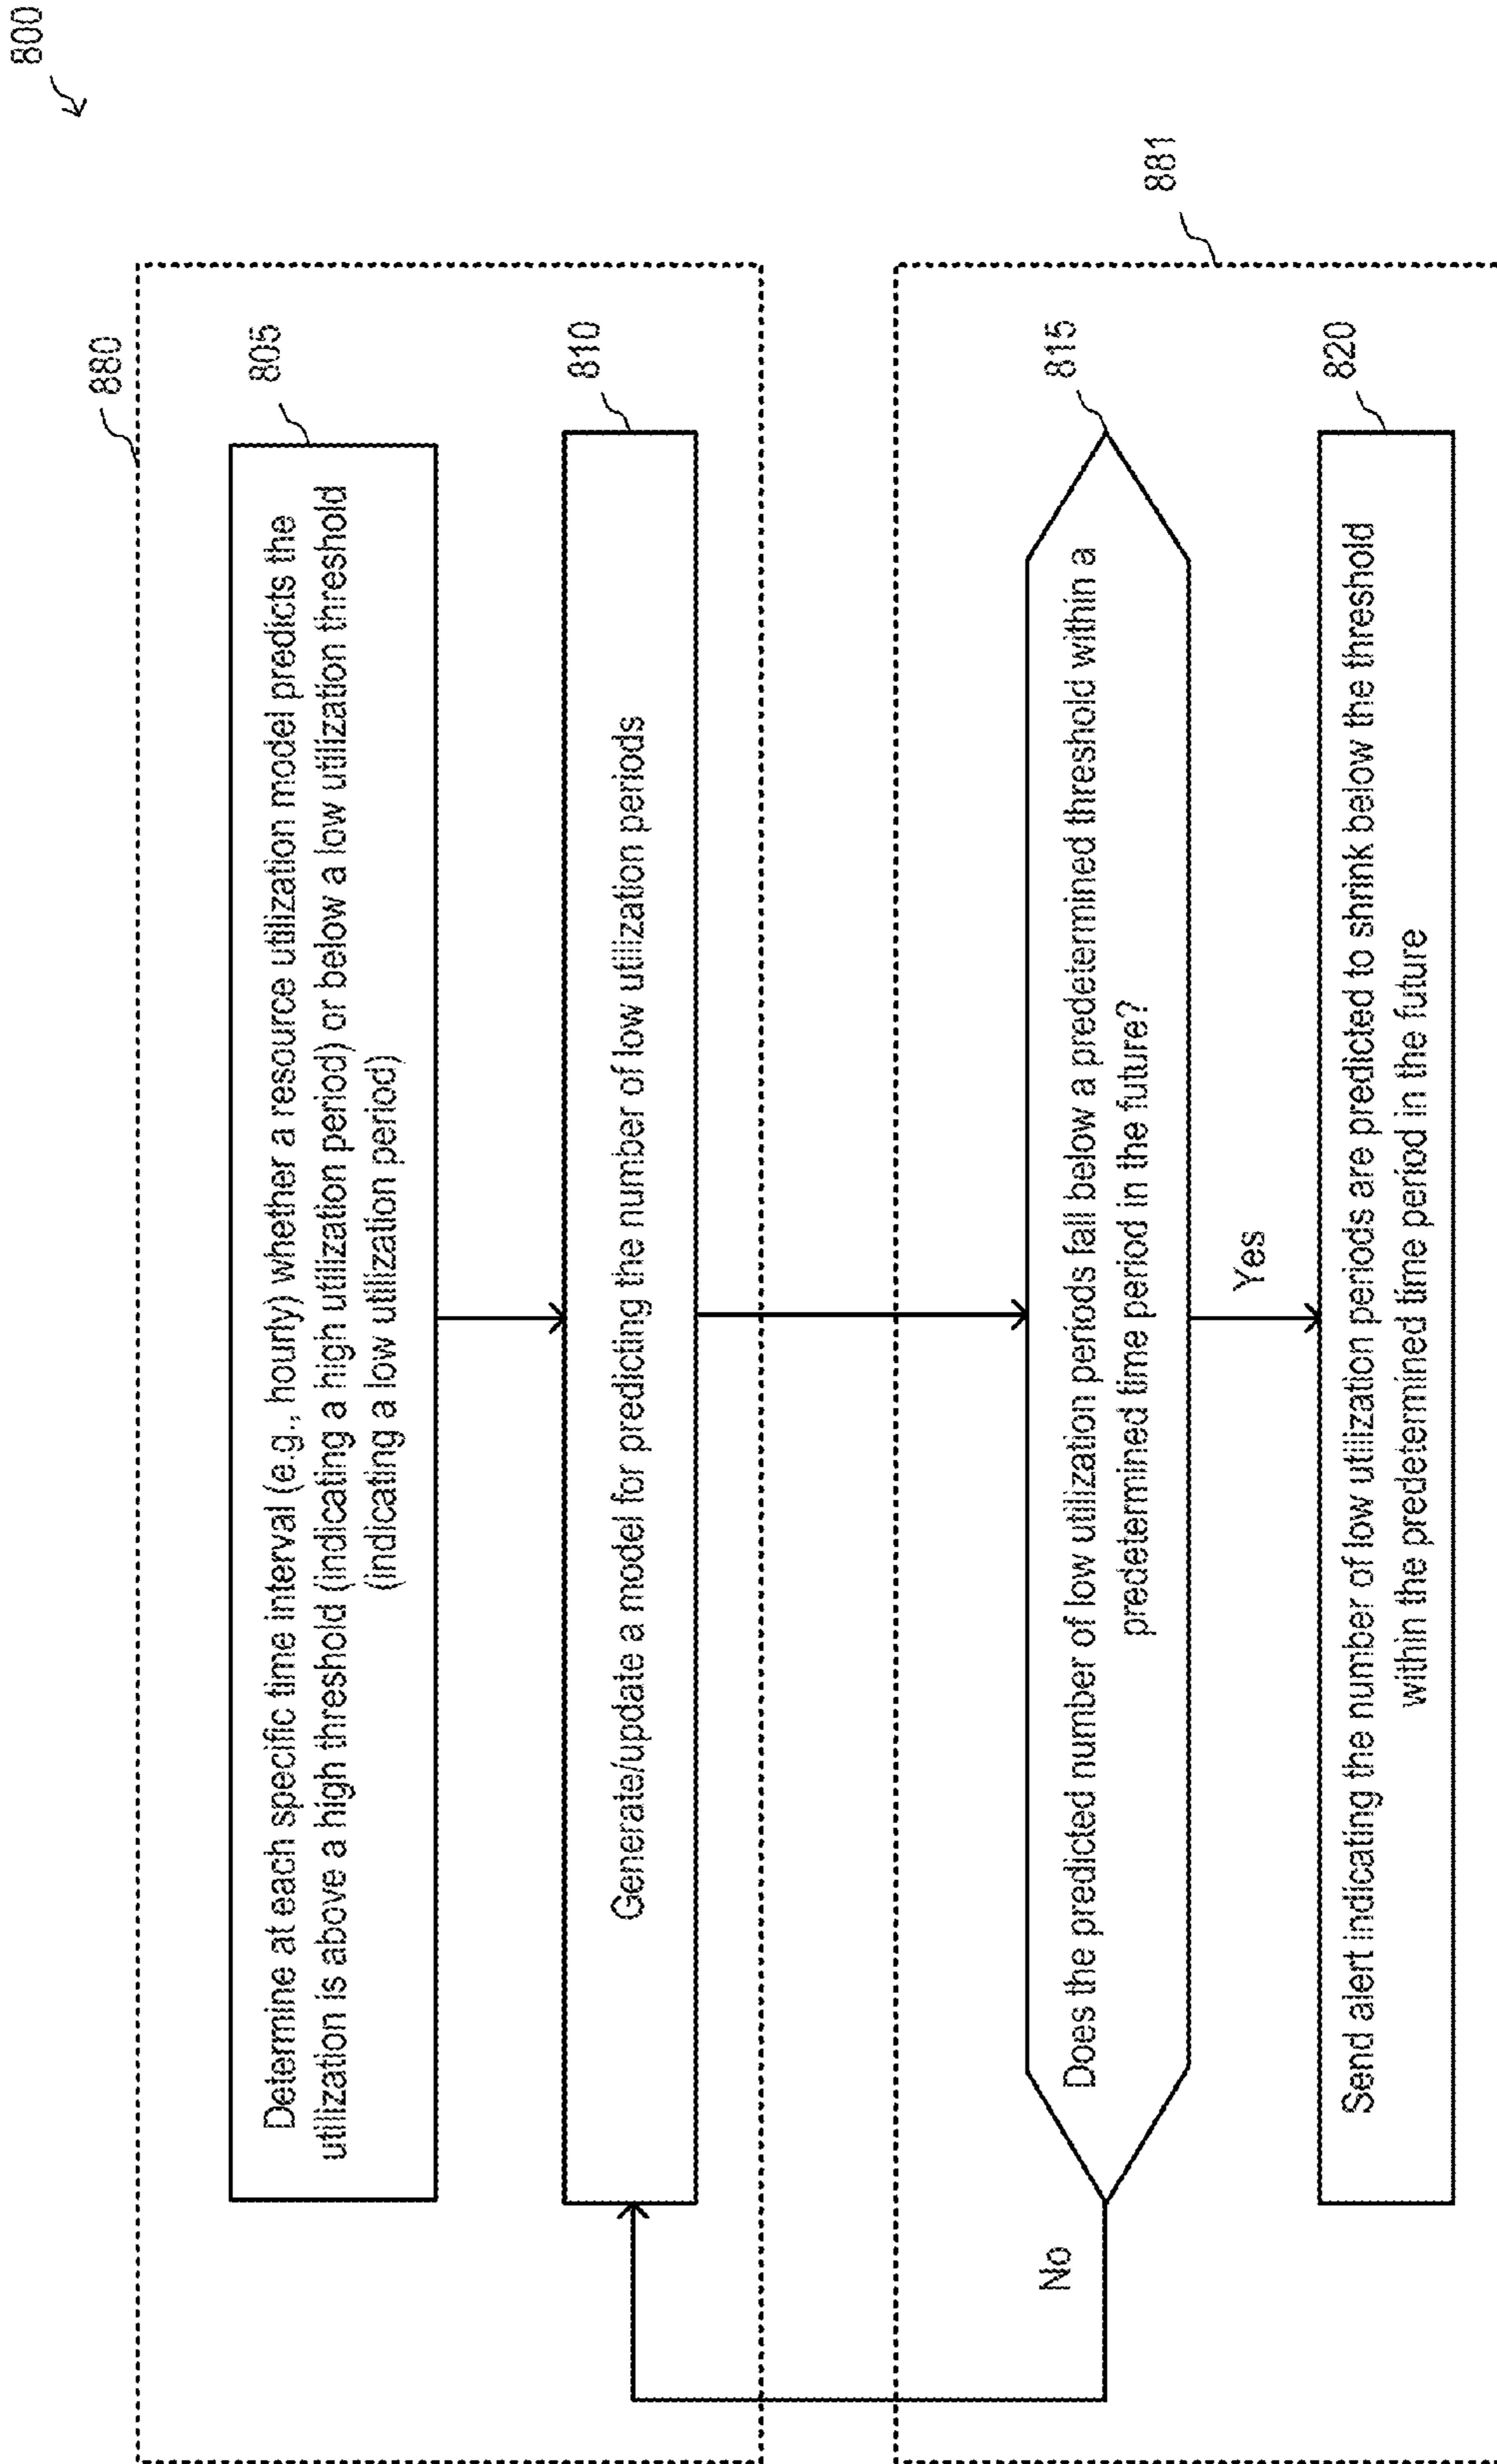 800
880
805
Determine at each specific time interval (e.g., hourly) whether a resource utilization model predicts the
utilization is above a high threshold (indicating a high utilization period) or below a low utilization threshold
(indicating a low utilization period)
810
Generate/update a model for predicting the number of low utilization periods
881
815
Does the predicted number of low utilization periods fall below a predetermined threshold within a
predetermined time period in the future?
No
Yes
820
Send alert indicating the number of low utilization periods are predicted to shrink below the threshold
within the predetermined time period in the future